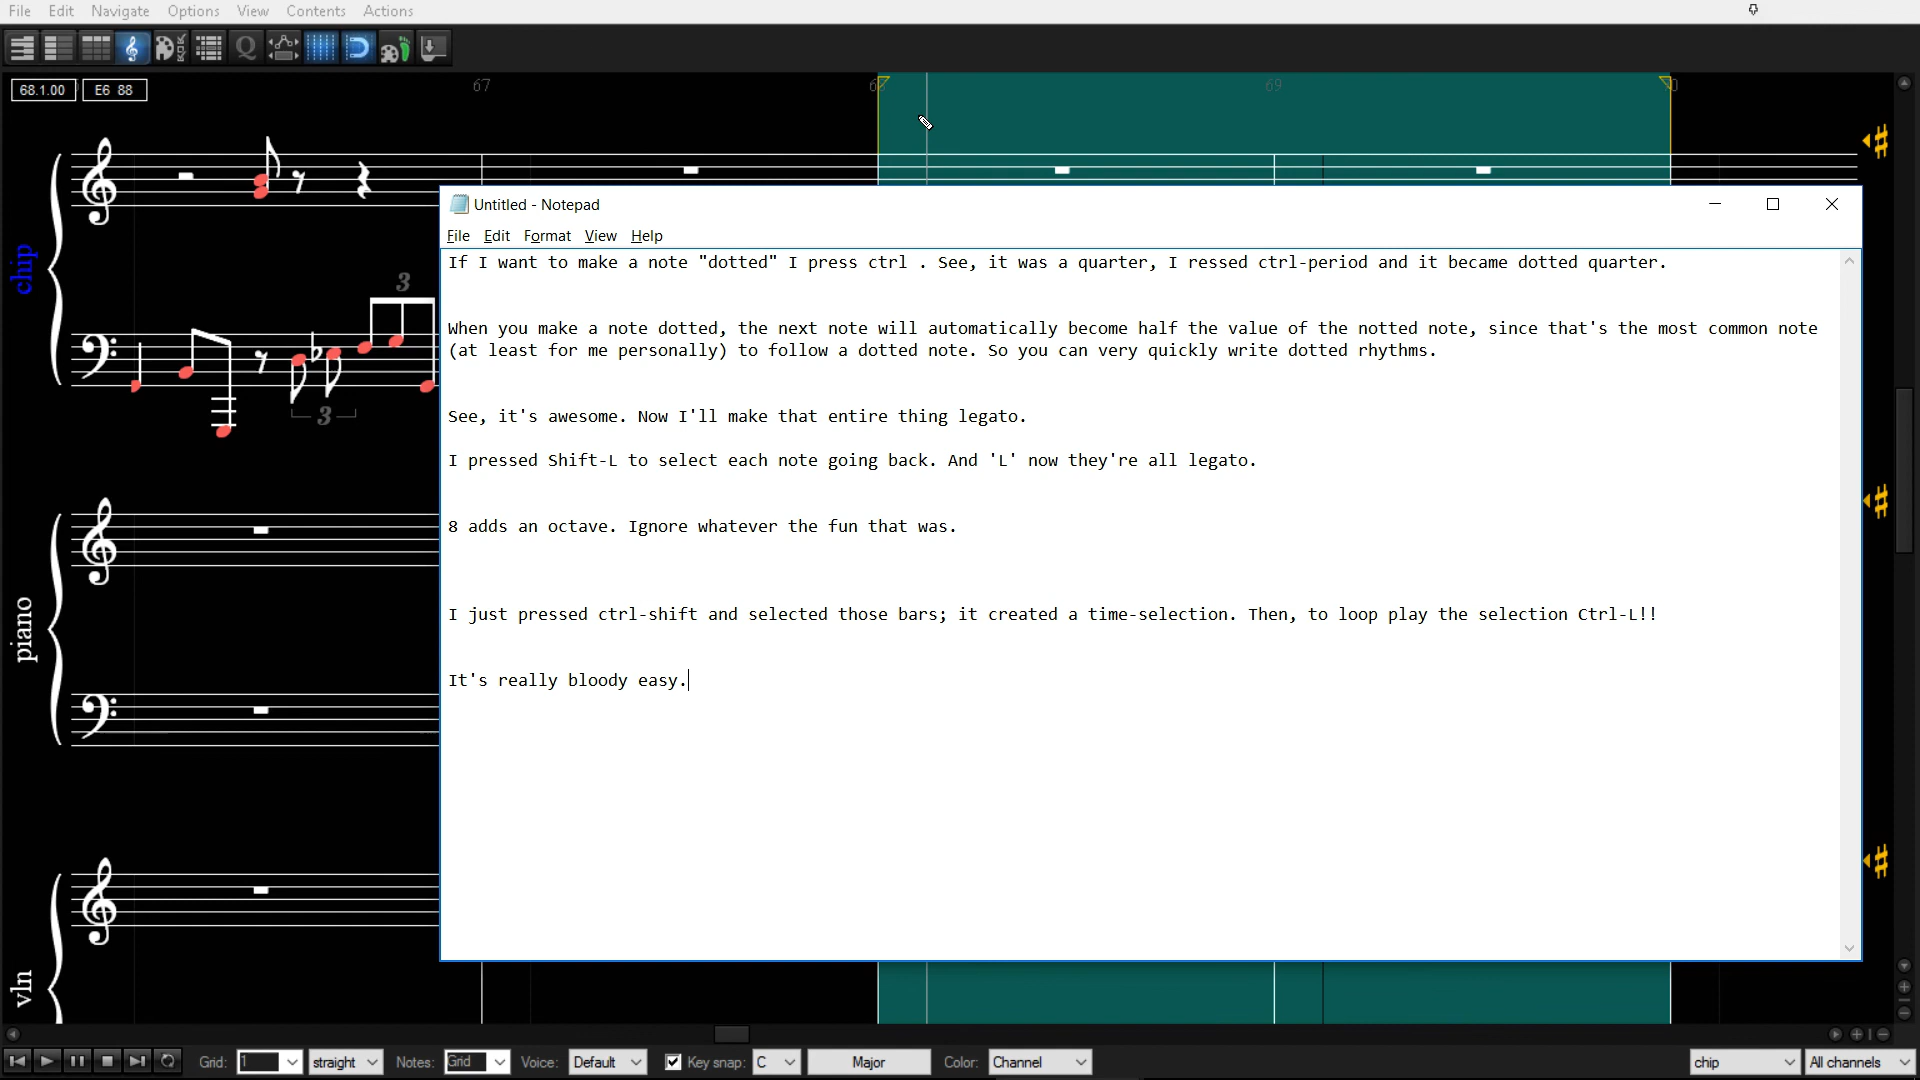 File Edit Navigate Options View Contents Actions
68.1.00 E6 88
67 69
chip
3
3
piano
vln
Untitled - Notepad
File Edit Format View Help
If I want to make a note "dotted" I press ctrl . See, it was a quarter, I ressed ctrl-period and it became dotted quarter.
When you make a note dotted, the next note will automatically become half the value of the notted note, since that's the most common note
(at least for me personally) to follow a dotted note. So you can very quickly write dotted rhythms.
See, it's awesome. Now I'll make that entire thing legato.
I pressed Shift-L to select each note going back. And 'L' now they're all legato.
8 adds an octave. Ignore whatever the fun that was.
I just pressed ctrl-shift and selected those bars; it created a time-selection. Then, to loop play the selection Ctrl-L!!
It's really bloody easy.
Grid: 1 straight Notes: Grid Voice: Default Key snap: C Major Color: Channel chip All channels